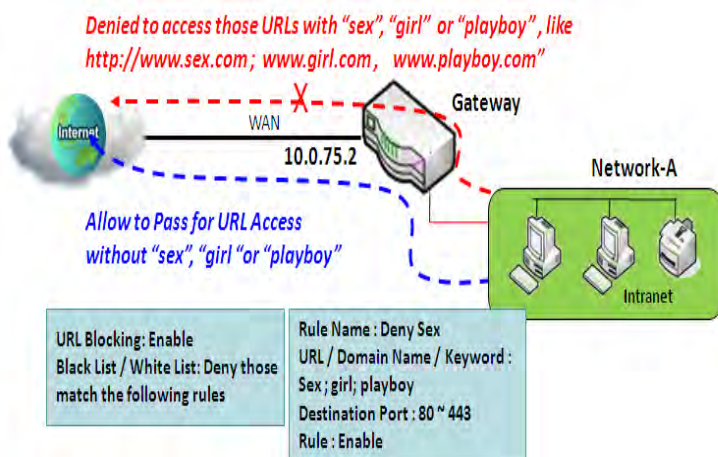 Denied to access those URLs with “sex”, “girl” or “playboy”, like
http://www.sex.com; www.girl.com, www.playboy.com”
Gateway
Internet
WAN
10.0.75.2
Network-A
Allow to Pass for URL Access
without “sex”, “girl “or “playboy”
Intranet
URL Blocking: Enable
Black List / White List: Deny those
match the following rules
Rule Name : Deny Sex
URL / Domain Name / Keyword :
Sex ; girl; playboy
Destination Port : 80 ~ 443
Rule : Enable